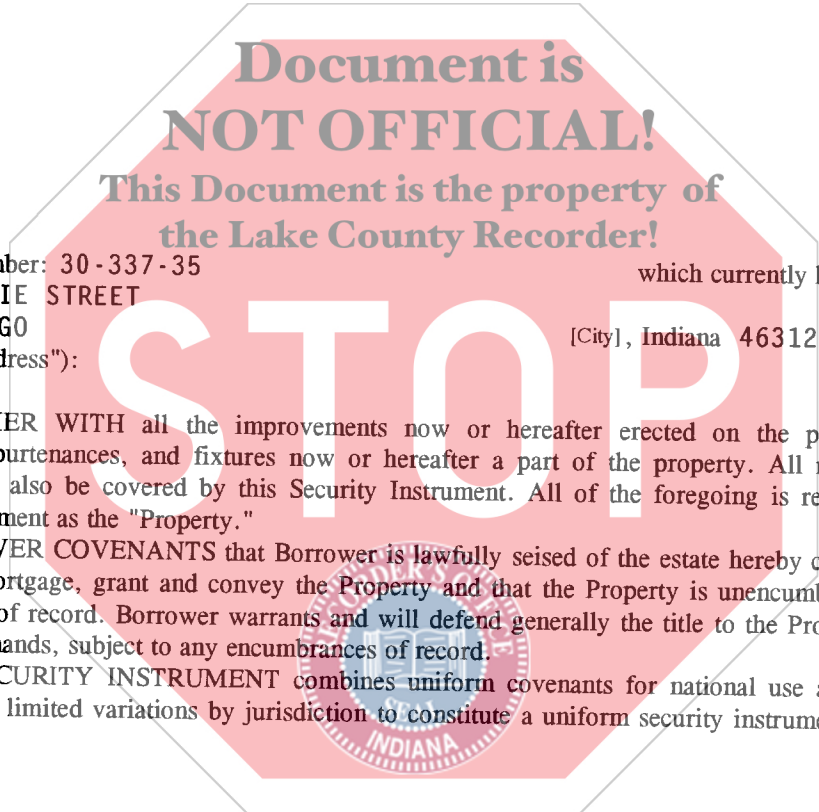 Document is
NOT OFFICIAL!
This Document is the property of
the Lake County Recorder!
STOP
ber: 30-337-35
which currently
IE STREET
GO
[City], Indiana 46312
dress"):
ER WITH all the improvements now or hereafter erected on the p
purtenances, and fixtures now or hereafter a part of the property. All r
also be covered by this Security Instrument. All of the foregoing is re
ment as the "Property."
VER COVENANTS that Borrower is lawfully seised of the estate hereby c
ortgage, grant and convey the Property and that the Property is unencumb
of record. Borrower warrants and will defend generally the title to the Pro
mands, subject to any encumbrances of record.
CURITY INSTRUMENT combines uniform covenants for national use a
limited variations by jurisdiction to constitute a uniform security instrume
RECORDER'S OFFICE
SEAL
INDIANA